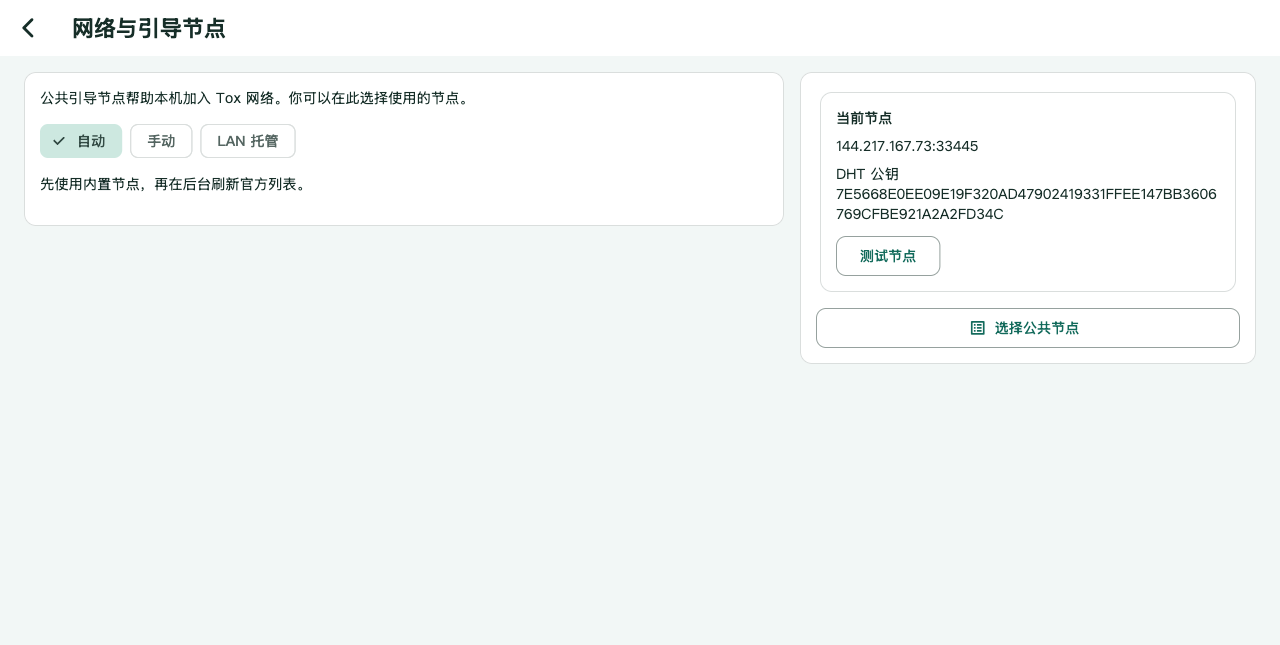 网络与引导节点
公共引导节点帮助本机加入 Tox 网络。你可以在此选择使用的节点。
自动
手动
LAN 托管
先使用内置节点，再在后台刷新官方列表。
当前节点
144.217.167.73:33445
DHT 公钥
7E5668E0EE09E19F320AD47902419331FFEE147BB3606
769CFBE921A2A2FD34C
测试节点
选择公共节点